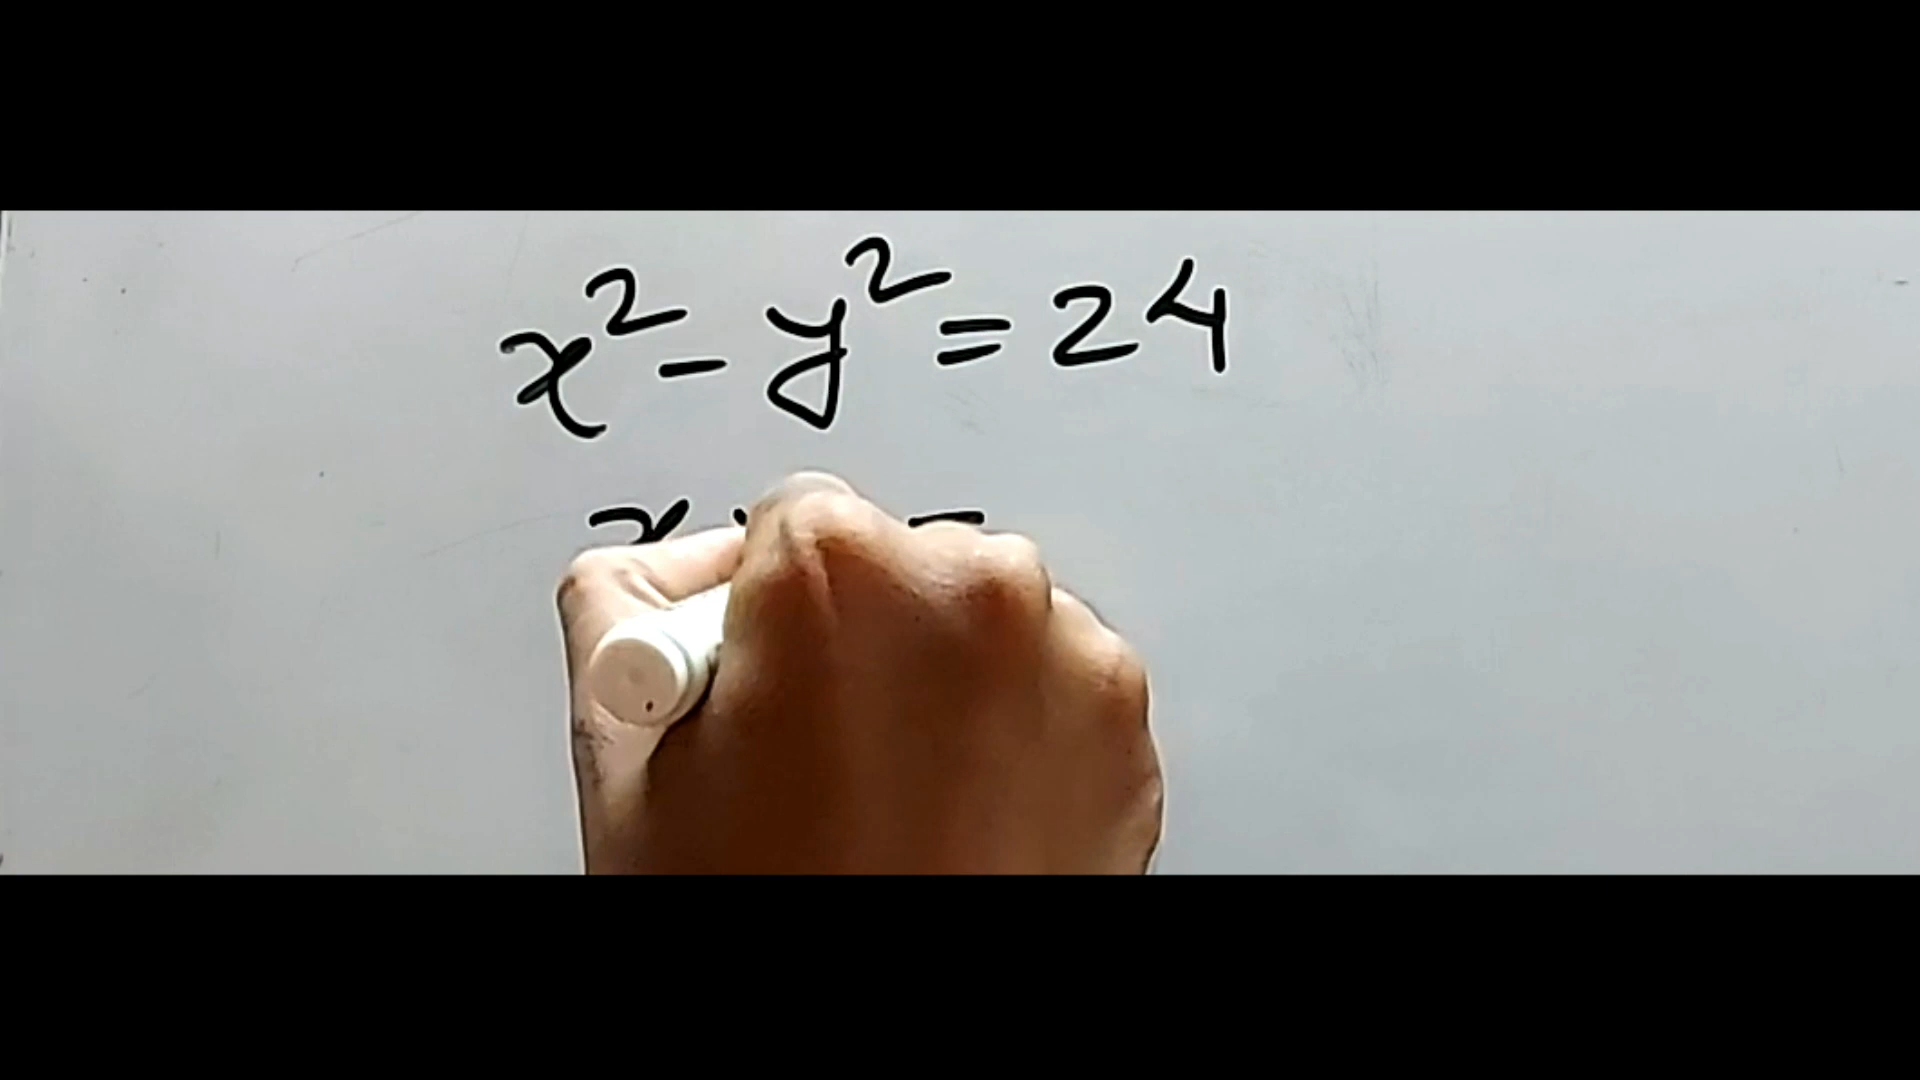 x² - y² = 24
x